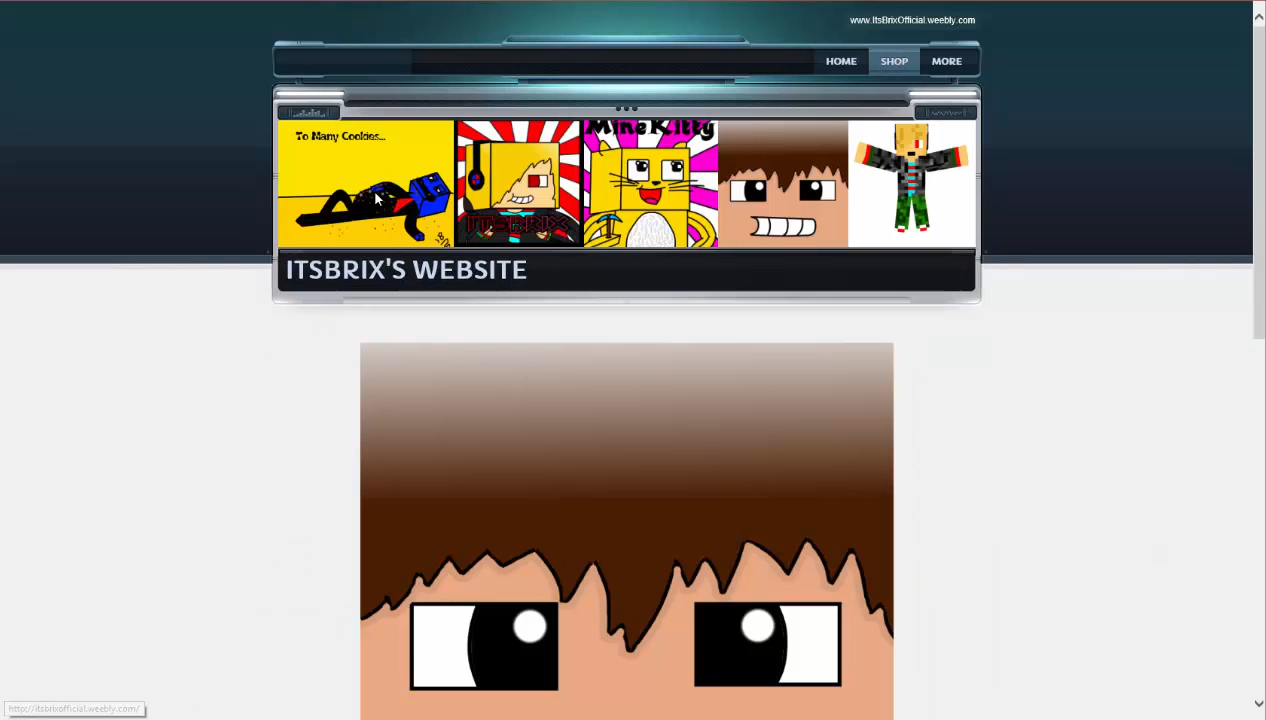 www.ItsBrixOfficial.weebly.com
HOME SHOP MORE
To Many Cookies...
ITSBRIX
MineKitty
ITSBRIX'S WEBSITE
http://itsbrixofficial.weebly.com/